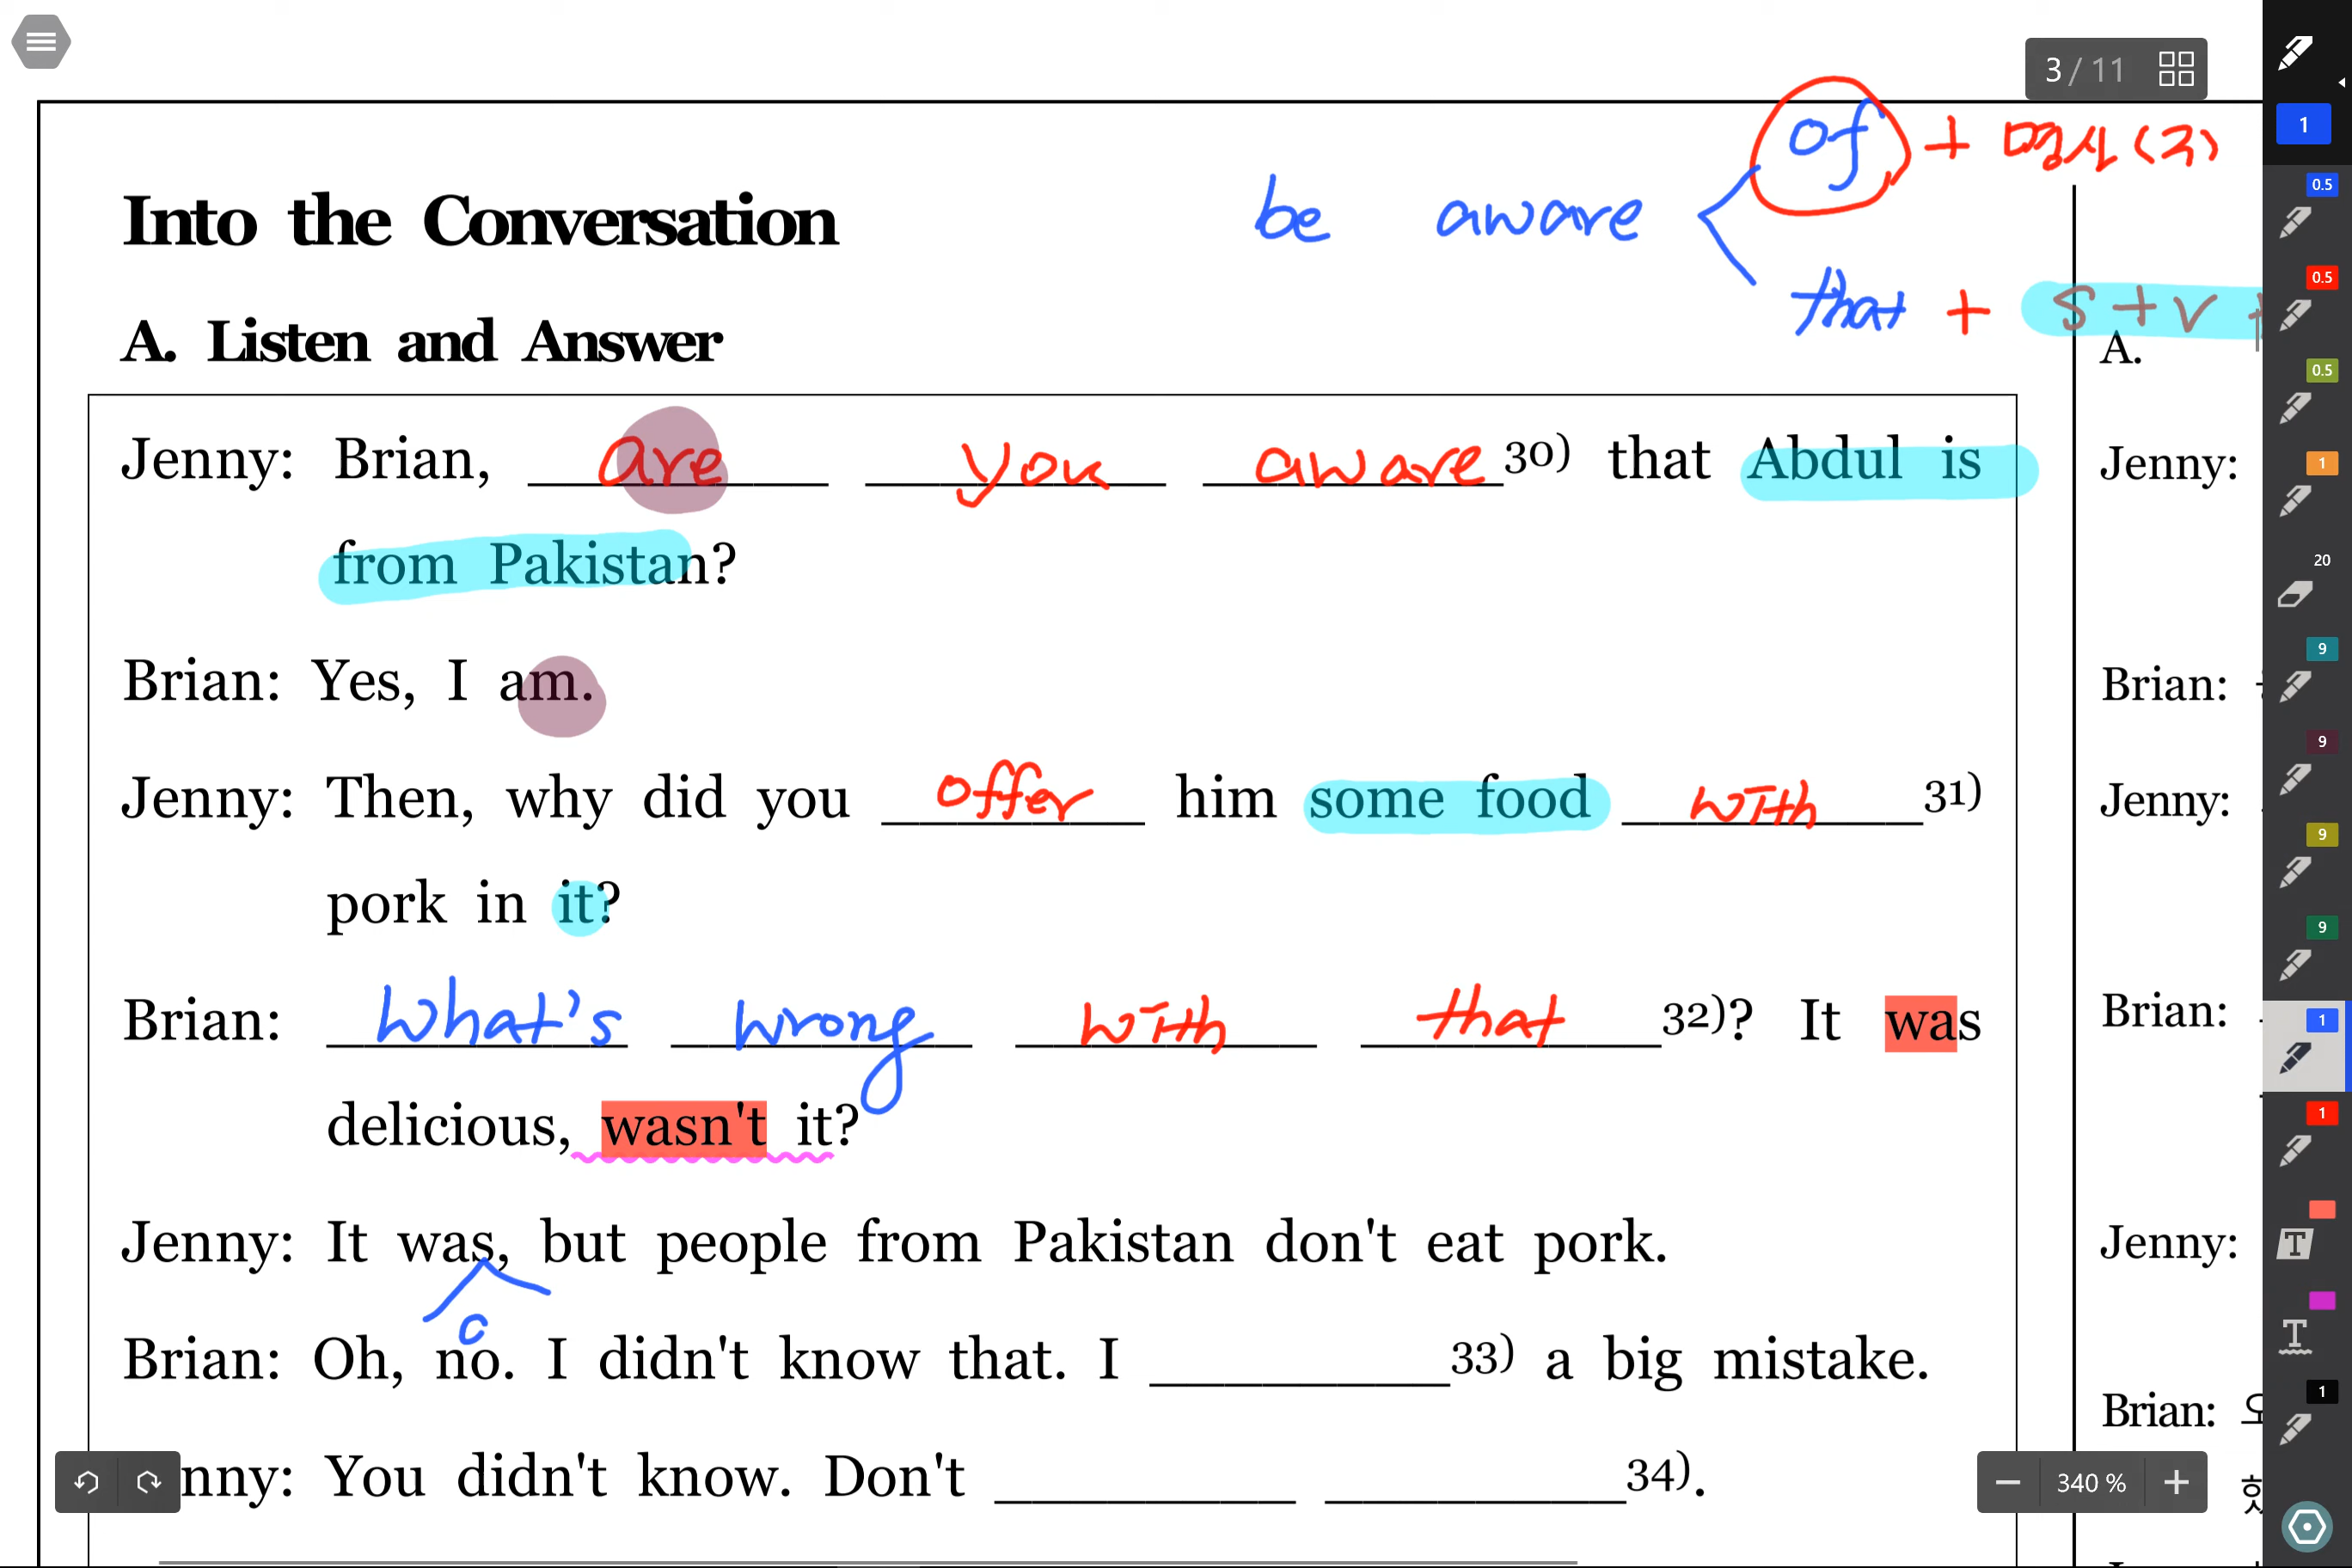 3 / 11
1
of + 명사(구)
be aware
that + S + V
Into the Conversation
A. Listen and Answer
Jenny: Brian, are you aware 30) that Abdul is
from Pakistan?
Brian: Yes, I am.
Jenny: Then, why did you offer him some food with 31)
pork in it?
Brian: What's wrong with that 32)? It was
delicious, wasn't it?
Jenny: It was, but people from Pakistan don't eat pork.
Brian: Oh, no. I didn't know that. I ________ 33) a big mistake.
nny: You didn't know. Don't ________ ________ 34).
A.
Jenny:
Brian:
Jenny:
Brian:
Jenny:
Brian: 오
했
340 %
0.5
0.5
0.5
1
20
9
9
9
9
1
1
T
T
1